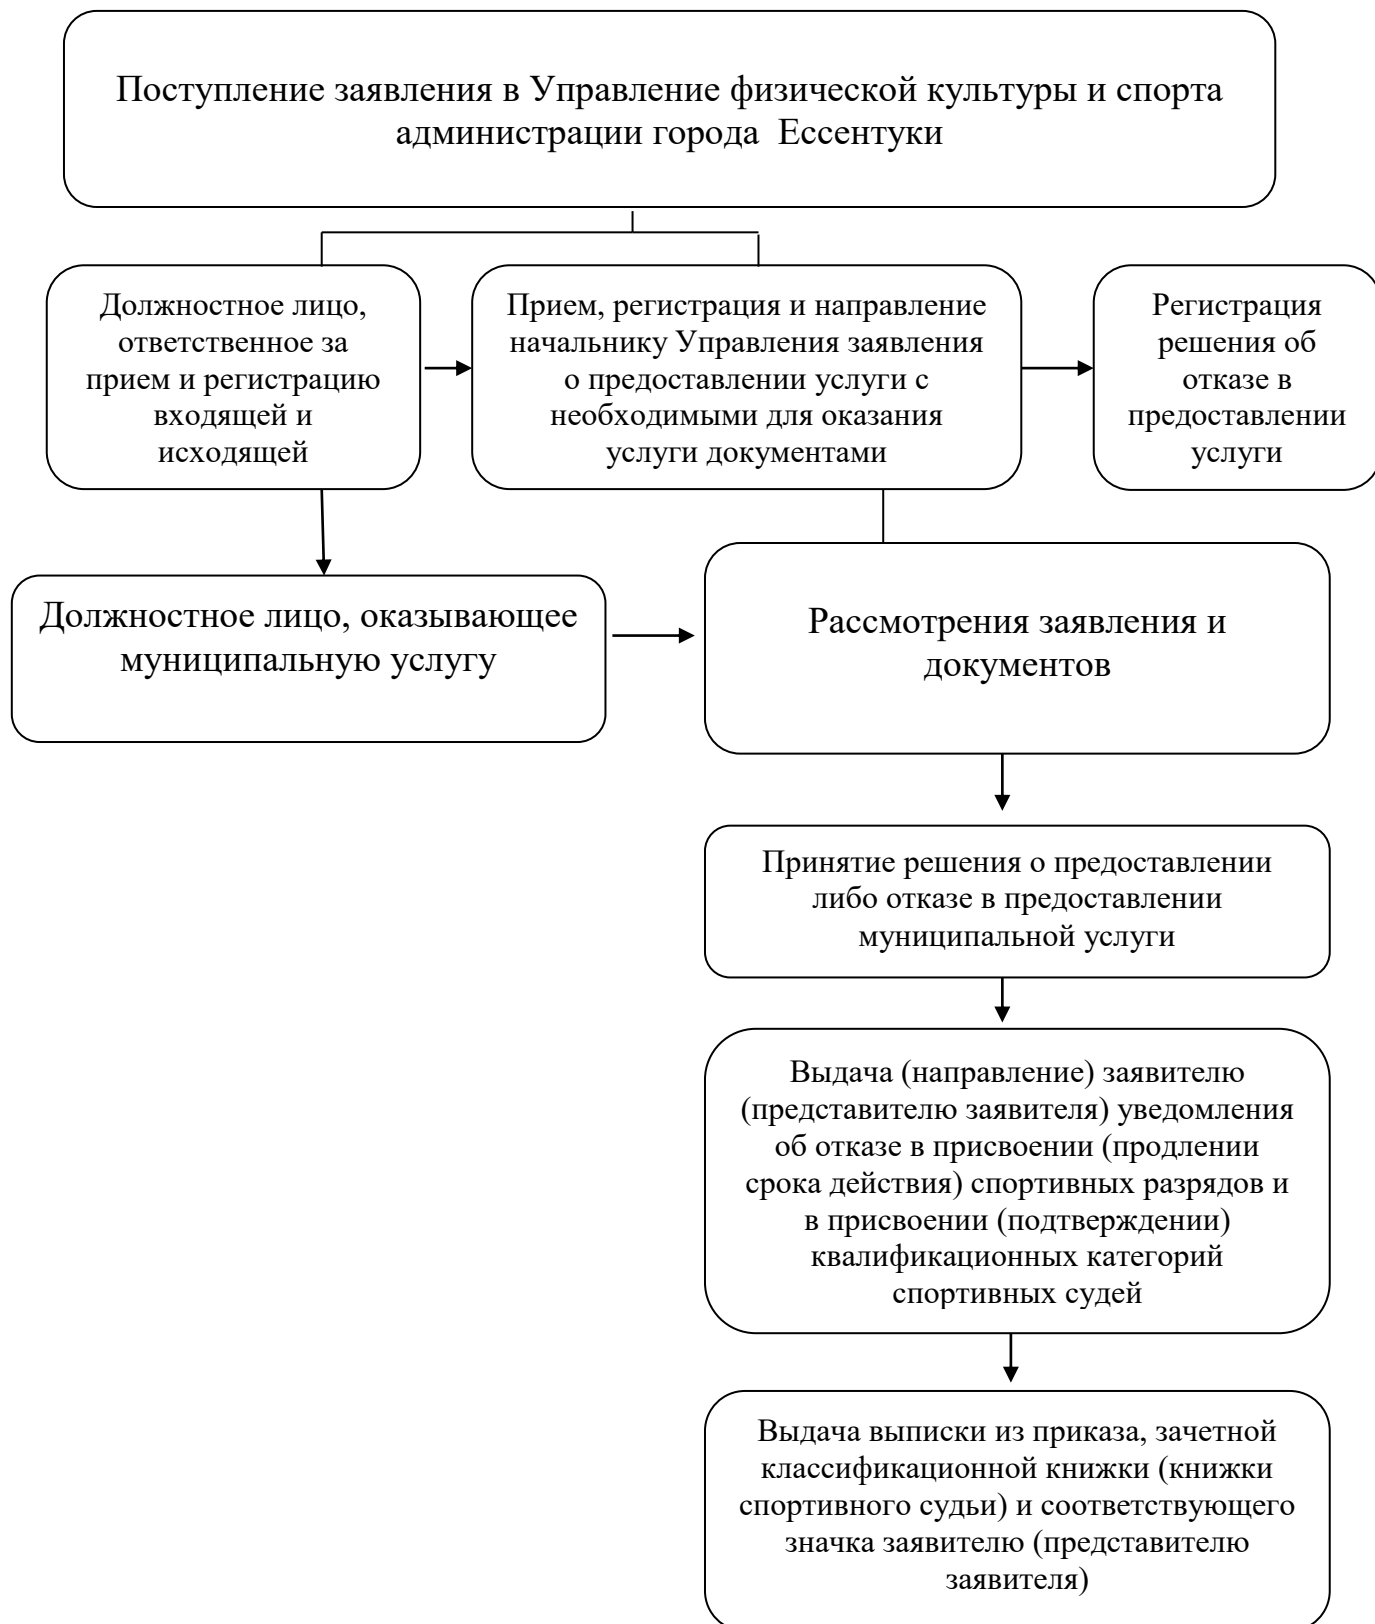 Поступление заявления в Управление физической культуры и спорта
администрации города  Ессентуки
Должностное лицо,
ответственное за
прием и регистрацию
входящей и
исходящей
Прием, регистрация и направление
начальнику Управления заявления
о предоставлении услуги с
необходимыми для оказания
услуги документами
Регистрация
решения об
отказе в
предоставлении
услуги
Должностное лицо, оказывающее
муниципальную услугу
Рассмотрения заявления и
документов
Принятие решения о предоставлении
либо отказе в предоставлении
муниципальной услуги
Выдача (направление) заявителю
(представителю заявителя) уведомления
об отказе в присвоении (продлении
срока действия) спортивных разрядов и
в присвоении (подтверждении)
квалификационных категорий
спортивных судей
Выдача выписки из приказа, зачетной
классификационной книжки (книжки
спортивного судьи) и соответствующего
значка заявителю (представителю
заявителя)